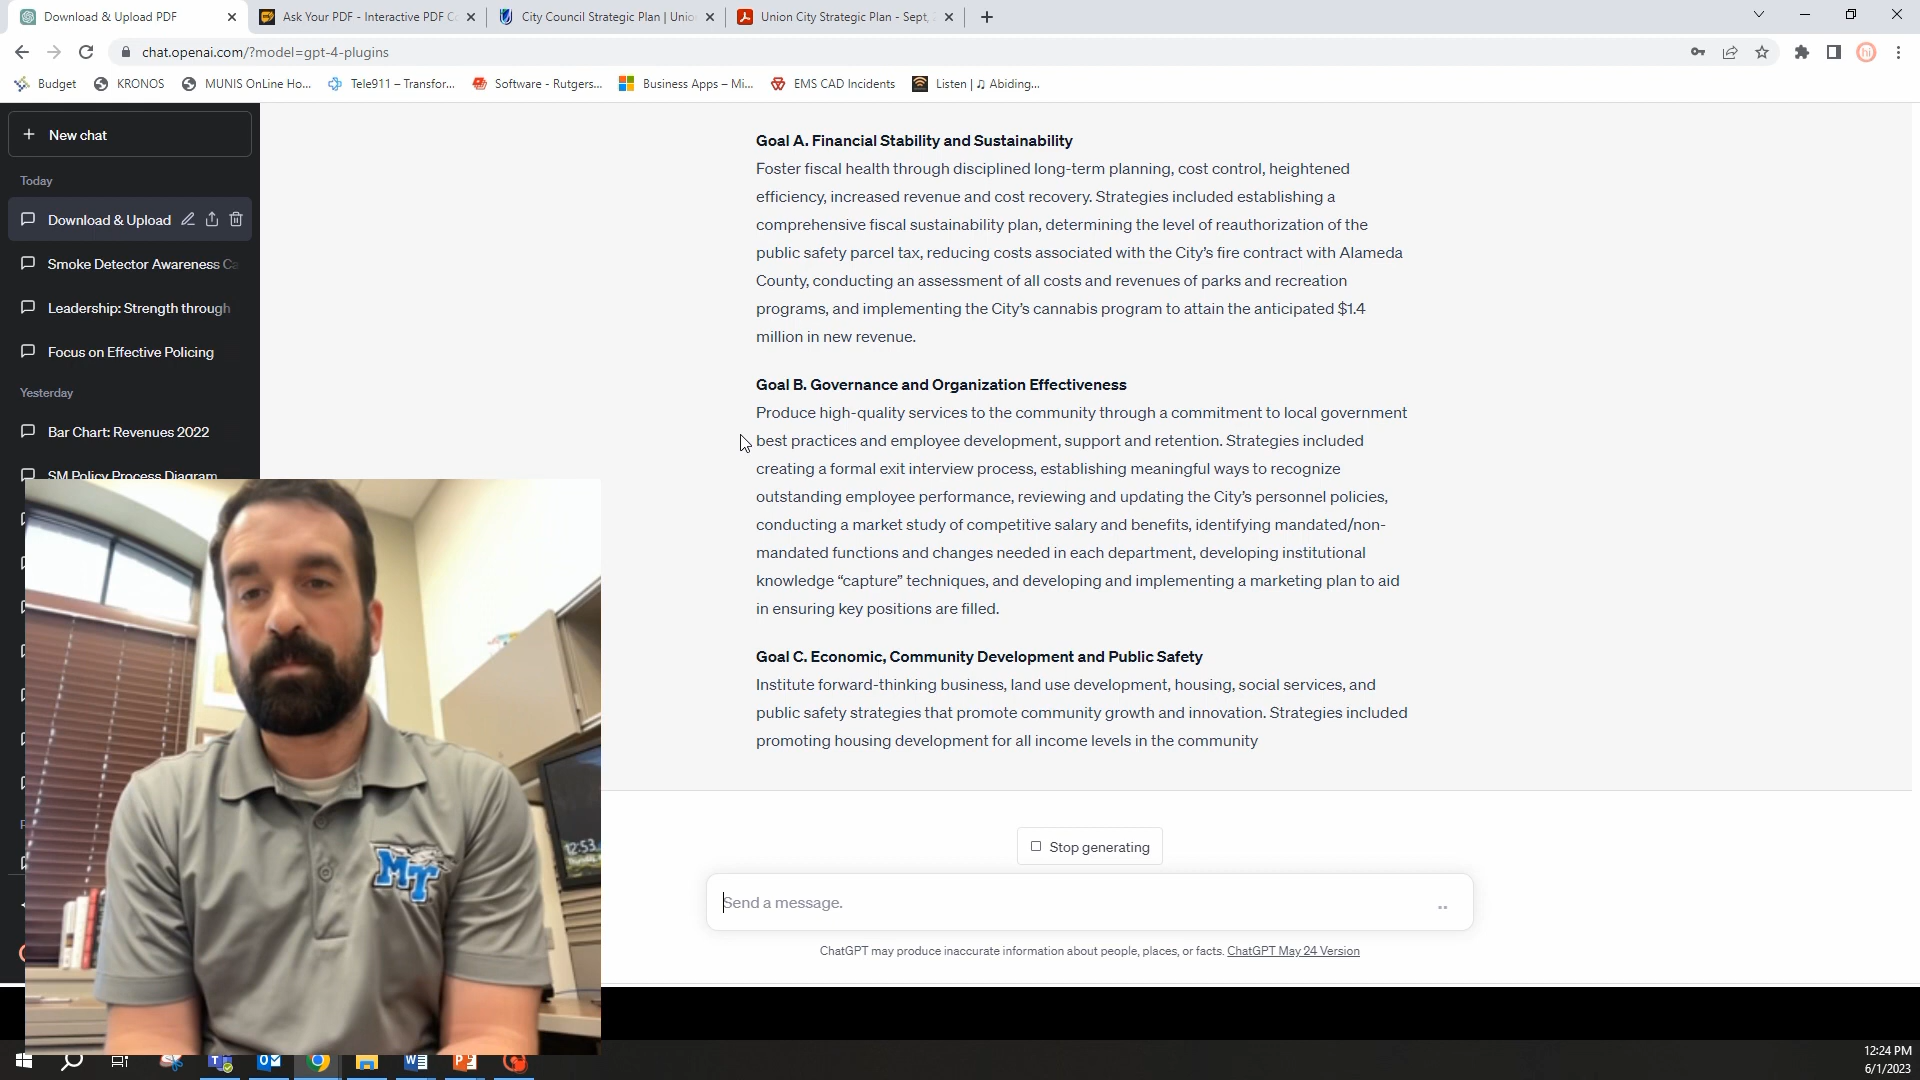 Download & Upload PDF
Ask Your PDF - Interactive PDF
City Council Strategic Plan | Unio
Union City Strategic Plan - Sept,
chat.openai.com/?model=gpt-4-plugins
hi
Budget
KRONOS
MUNIS OnLine Ho...
Tele911 – Transfor...
Software - Rutgers...
Business Apps – Mi...
EMS CAD Incidents
Listen | ♫ Abiding...
+ New chat
Today
Download & Upload
Smoke Detector Awareness Ca
Leadership: Strength through
Focus on Effective Policing
Yesterday
Bar Chart: Revenues 2022
SM Policy Process Diagram
Goal A. Financial Stability and Sustainability
Foster fiscal health through disciplined long-term planning, cost control, heightened
efficiency, increased revenue and cost recovery. Strategies included establishing a
comprehensive fiscal sustainability plan, determining the level of reauthorization of the
public safety parcel tax, reducing costs associated with the City’s fire contract with Alameda
County, conducting an assessment of all costs and revenues of parks and recreation
programs, and implementing the City’s cannabis program to attain the anticipated $1.4
million in new revenue.
Goal B. Governance and Organization Effectiveness
Produce high-quality services to the community through a commitment to local government
best practices and employee development, support and retention. Strategies included
creating a formal exit interview process, establishing meaningful ways to recognize
outstanding employee performance, reviewing and updating the City’s personnel policies,
conducting a market study of competitive salary and benefits, identifying mandated/non-
mandated functions and changes needed in each department, developing institutional
knowledge “capture” techniques, and developing and implementing a marketing plan to aid
in ensuring key positions are filled.
Goal C. Economic, Community Development and Public Safety
Institute forward-thinking business, land use development, housing, social services, and
public safety strategies that promote community growth and innovation. Strategies included
promoting housing development for all income levels in the community
Stop generating
Send a message.
ChatGPT may produce inaccurate information about people, places, or facts. ChatGPT May 24 Version
MT
12:53
12:24 PM
6/1/2023